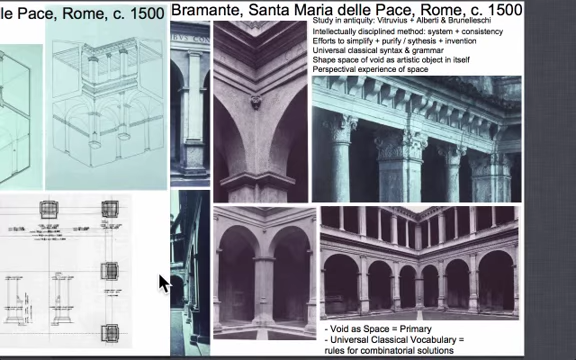 le Pace, Rome, c. 1500
Bramante, Santa Maria delle Pace, Rome, c. 1500
Study in antiquity: Vitruvius + Alberti & Brunelleschi
Intellectually disciplined method: system + consistency
Efforts to simplify + purify / sythesis + invention
Universal classical syntax & grammar
Shape space of void as artistic object in itself
Perspectival experience of space
- Void as Space = Primary
- Universal Classical Vocabulary =
rules for combinatorial solutions